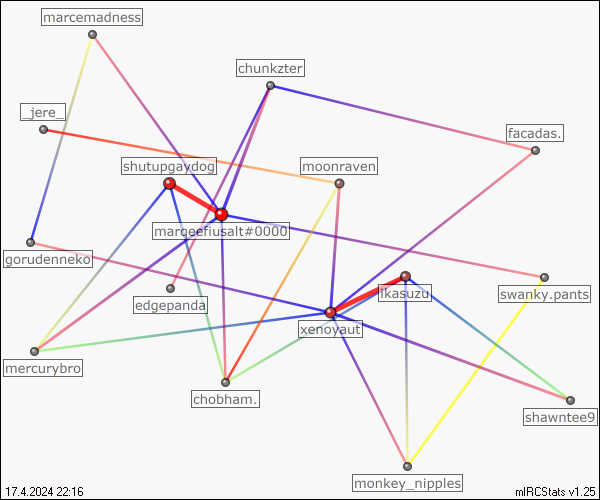 marcemadness
chunkzter
_jere_
facadas.
shutupgaydog
moonraven
margeefiusalt#0000
gorudenneko
edgepanda
ikasuzu
swanky.pants
xenoyaut
mercurybro
chobham.
shawntee9
monkey_nipples
17.4.2024 22:16
mIRCStats v1.25